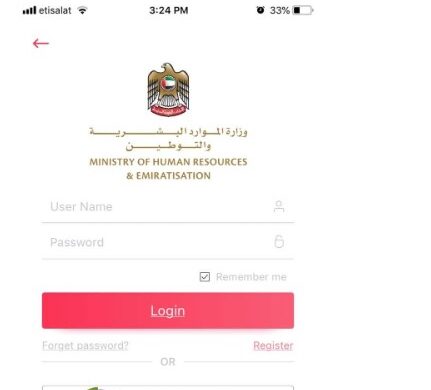 etisalat 3:24 PM 33%
وزارة الموارد البشرية
والتوطين
MINISTRY OF HUMAN RESOURCES
& EMIRATISATION
User Name
Password
Remember me
Login
Forget password? Register
OR